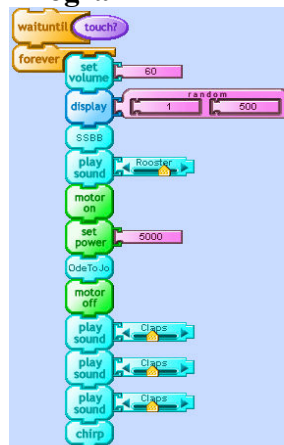 waituntil touch?
forever
set volume 60
random
display 1 500
SSBB
play sound Rooster
motor on
set power 5000
OdeToJo
motor off
play sound Claps
play sound Claps
play sound Claps
chirp